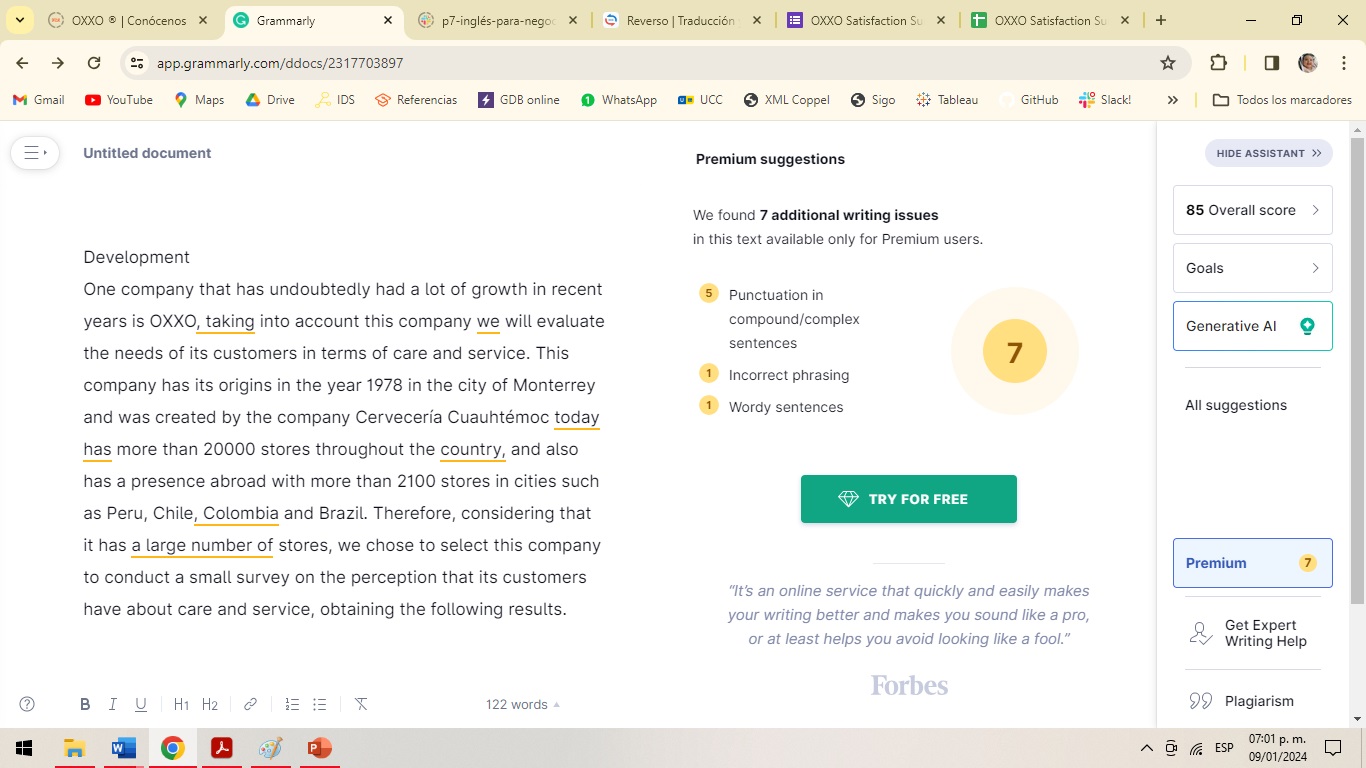 OXXO ® | Conócenos
Grammarly
p7-inglés-para-negoc
Reverso | Traducción
OXXO Satisfaction Su
OXXO Satisfaction Su
app.grammarly.com/ddocs/2317703897
Gmail
YouTube
Maps
Drive
IDS
Referencias
GDB online
WhatsApp
UCC
XML Coppel
Sigo
Tableau
GitHub
Slack!
Todos los marcadores
Untitled document
Development
One company that has undoubtedly had a lot of growth in recent
years is OXXO, taking into account this company we will evaluate
the needs of its customers in terms of care and service. This
company has its origins in the year 1978 in the city of Monterrey
and was created by the company Cervecería Cuauhtémoc today
has more than 20000 stores throughout the country, and also
has a presence abroad with more than 2100 stores in cities such
as Peru, Chile, Colombia and Brazil. Therefore, considering that
it has a large number of stores, we chose to select this company
to conduct a small survey on the perception that its customers
have about care and service, obtaining the following results.
B I U H1 H2
122 words
Premium suggestions
We found 7 additional writing issues
in this text available only for Premium users.
5 Punctuation in
compound/complex
sentences
1 Incorrect phrasing
1 Wordy sentences
7
TRY FOR FREE
“It’s an online service that quickly and easily makes
your writing better and makes you sound like a pro,
or at least helps you avoid looking like a fool.”
Forbes
HIDE ASSISTANT
85 Overall score
Goals
Generative AI
All suggestions
Premium 7
Get Expert
Writing Help
Plagiarism
ESP
07:01 p. m.
09/01/2024